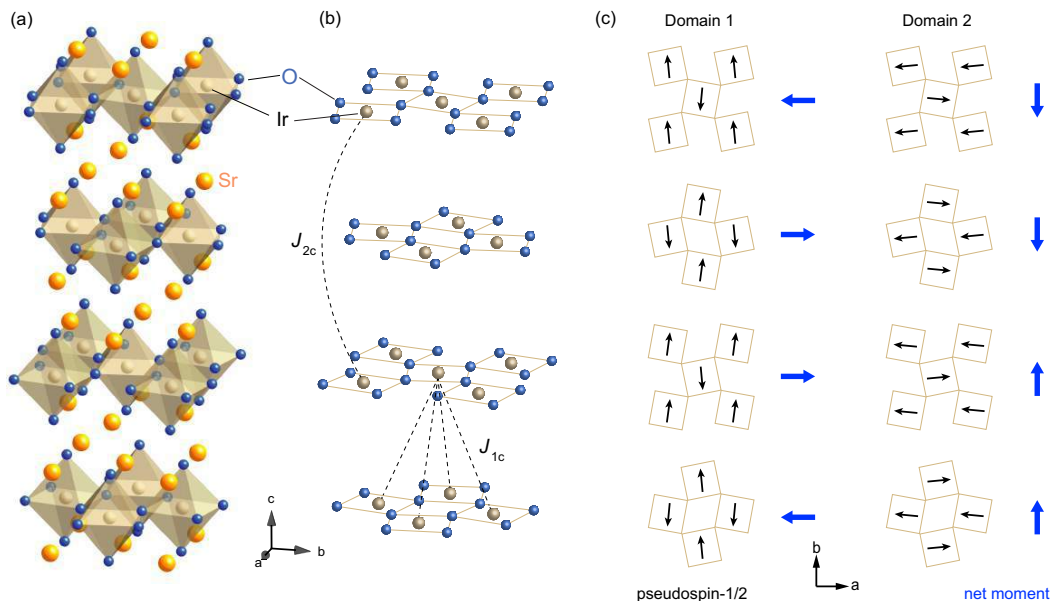 (a)
(b)
(c)
Domain 1
Domain 2
O
Ir
Sr
J2c
J1c
c
b
a
b
a
pseudospin-1/2
net moment